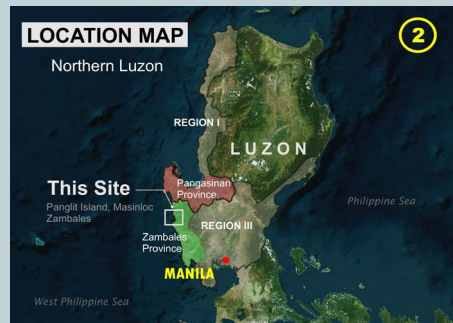 LOCATION MAP
2
Northern Luzon
REGION I
LUZON
This Site
Pangasinan
Province
Panglit Island, Masinloc
Zambales
Philippine Sea
REGION III
Zambales
Province
MANILA
West Philippine Sea